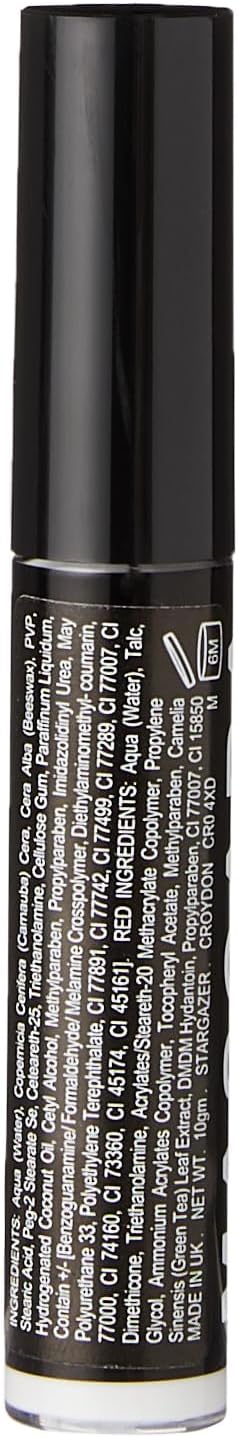 INGREDIENTS: Aqua (Water), Copernicia Cerifera (Carnauba) Cera, Cera Alba (Beeswax), PVP,
Stearic Acid, Peg-2 Stearate Se, Ceteareth-25, Triethanolamine, Cellulose Gum, Paraffinum Liquidum,
Hydrogenated Coconut Oil, Cetyl Alcohol, Methylparaben, Propylparaben, Imidazolidinyl Urea, May
Contain +/- [Benzoguanamine/ Formaldehyde/ Melamine Crosspolymer, Diethylaminomethyl-coumarin,
Polyurethane 33, Polyethylene Terephthalate, CI 77891, CI 77742, CI 77499, CI 77289, CI 77007, CI
77000, CI 74160, CI 73360, CI 45174, CI 45161]. RED INGREDIENTS: Aqua (Water), Talc,
Dimethicone, Triethanolamine, Acrylates/Steareth-20 Methacrylate Copolymer, Propylene
Glycol, Ammonium Acrylates Copolymer, Tocopheryl Acetate, Methylparaben, Camelia
Sinensis (Green Tea) Leaf Extract, DMDM Hydantoin, Propylparaben, CI 77007, CI 15850
MADE IN UK . NET WT. 10gm. STARGAZER CROYDON CR0 4XD M
6M